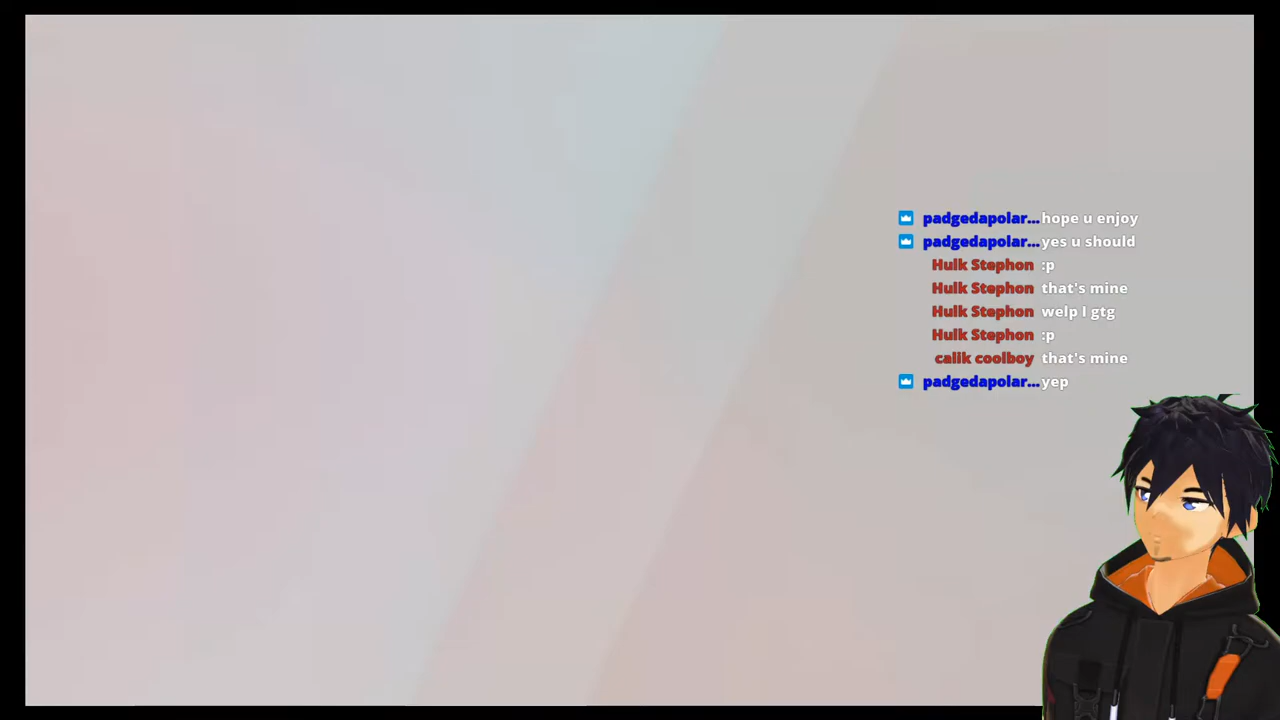 padgedapolar... hope u enjoy
padgedapolar... yes u should
Hulk Stephon :p
Hulk Stephon that's mine
Hulk Stephon welp I gtg
Hulk Stephon :p
calik coolboy that's mine
padgedapolar... yep